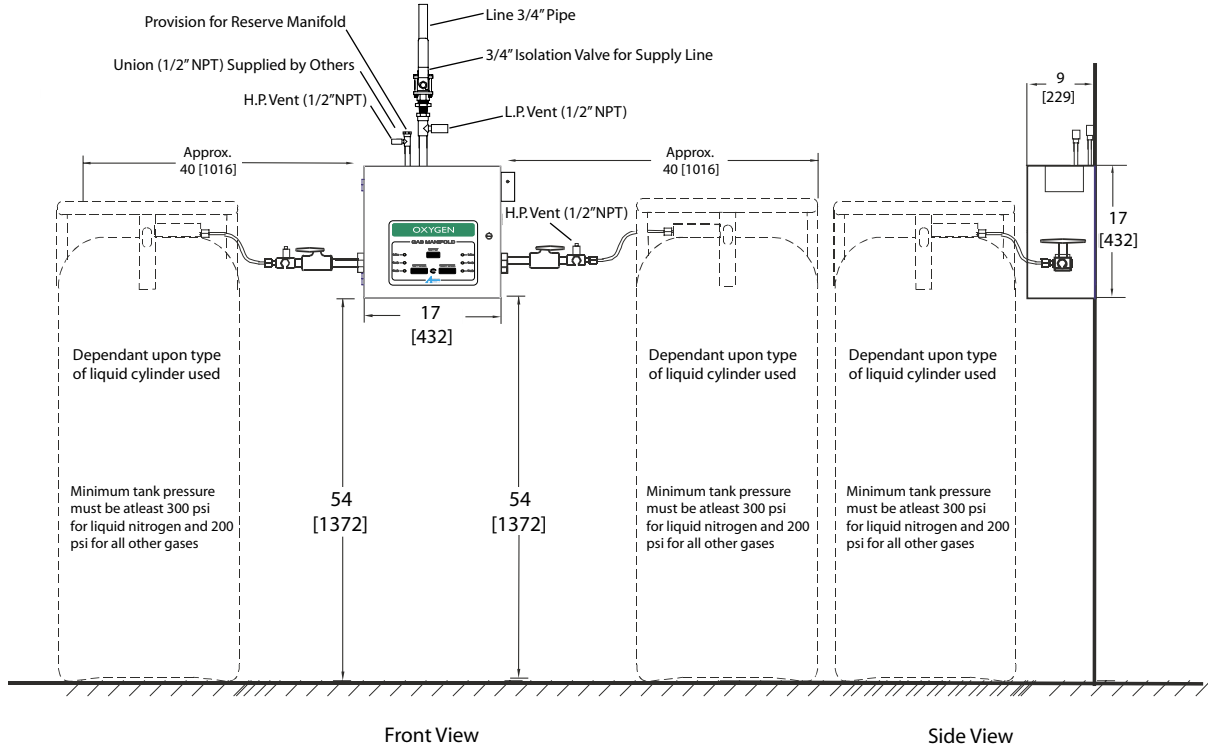 Provision for Reserve Manifold
Line 3/4" Pipe
3/4" Isolation Valve for Supply Line
Union (1/2" NPT) Supplied by Others
H.P. Vent (1/2"NPT)
L.P. Vent (1/2" NPT)
9
[229]
Approx.
40 [1016]
Approx.
40 [1016]
H.P. Vent (1/2"NPT)
OXYGEN
GAS MANIFOLD
17
[432]
17
[432]
Dependant upon type
of liquid cylinder used
Dependant upon type
of liquid cylinder used
Dependant upon type
of liquid cylinder used
Minimum tank pressure
must be atleast 300 psi
for liquid nitrogen and 200
psi for all other gases
54
[1372]
54
[1372]
Minimum tank pressure
must be atleast 300 psi
for liquid nitrogen and 200
psi for all other gases
Minimum tank pressure
must be atleast 300 psi
for liquid nitrogen and 200
psi for all other gases
Front View
Side View